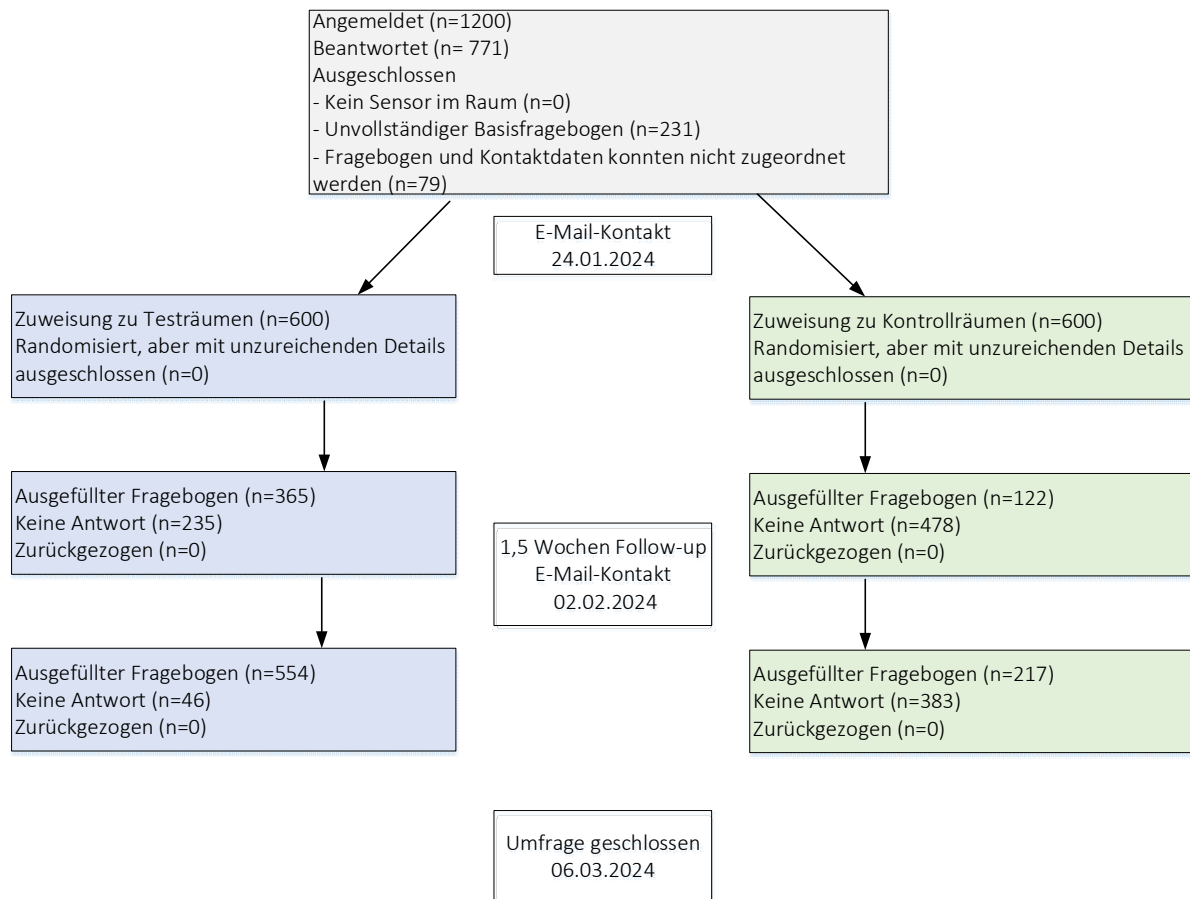 Angemeldet (n=1200)
Beantwortet (n= 771)
Ausgeschlossen
- Kein Sensor im Raum (n=0)
- Unvollständiger Basisfragebogen (n=231)
- Fragebogen und Kontaktdaten konnten nicht zugeordnet
werden (n=79)
E-Mail-Kontakt
24.01.2024
Zuweisung zu Testräumen (n=600)
Randomisiert, aber mit unzureichenden Details
ausgeschlossen (n=0)
Zuweisung zu Kontrollräumen (n=600)
Randomisiert, aber mit unzureichenden Details
ausgeschlossen (n=0)
Ausgefüllter Fragebogen (n=365)
Keine Antwort (n=235)
Zurückgezogen (n=0)
Ausgefüllter Fragebogen (n=122)
Keine Antwort (n=478)
Zurückgezogen (n=0)
1,5 Wochen Follow-up
E-Mail-Kontakt
02.02.2024
Ausgefüllter Fragebogen (n=554)
Keine Antwort (n=46)
Zurückgezogen (n=0)
Ausgefüllter Fragebogen (n=217)
Keine Antwort (n=383)
Zurückgezogen (n=0)
Umfrage geschlossen
06.03.2024